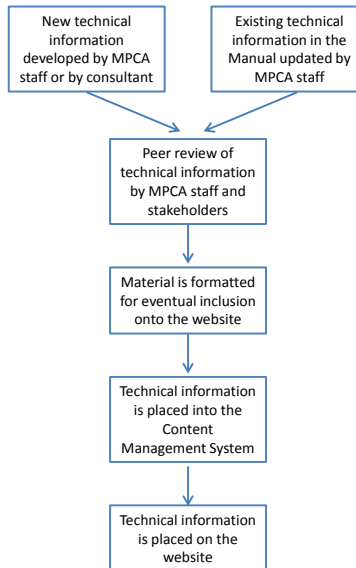 New technical
information
developed by MPCA
staff or by consultant
Existing technical
information in the
Manual updated by
MPCA staff
Peer review of
technical information
by MPCA staff and
stakeholders
Material is formatted
for eventual inclusion
onto the website
Technical information
is placed into the
Content
Management System
Technical information
is placed on the
website